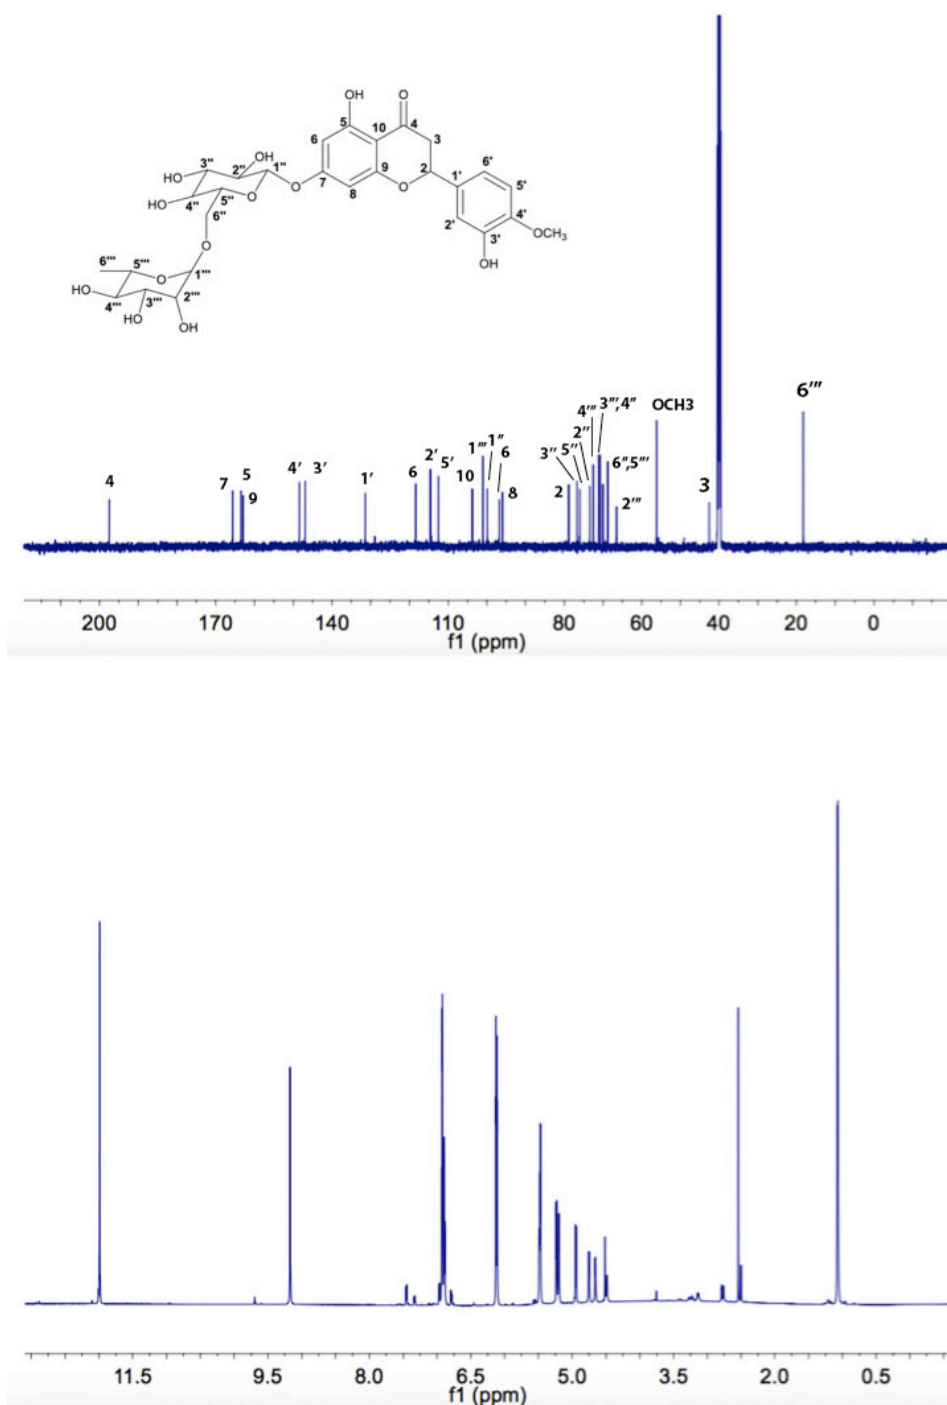 OH
O
5
4
10
6
3
3''
OH
2''
1''
HO
HO
4''
HO
5''
O
O
7
8
9
O
2
6'
1'
5'
6''
2'
4'
OCH3
3'
O
OH
6'''
5'''
O
1'''
HO
4'''
3'''
2'''
HO
OH
4
7
5
9
4'
3'
1'
6
2'
5'
10
1'''
1''
6
8
2
3''
5''
2''
4'''
3''', 4''
6'', 5'''
2'''
OCH3
3
6'''
200 170 140 110 80 60 40 20 0
f1 (ppm)
11.5 9.5 8.0 6.5 5.0 3.5 2.0 0.5
f1 (ppm)